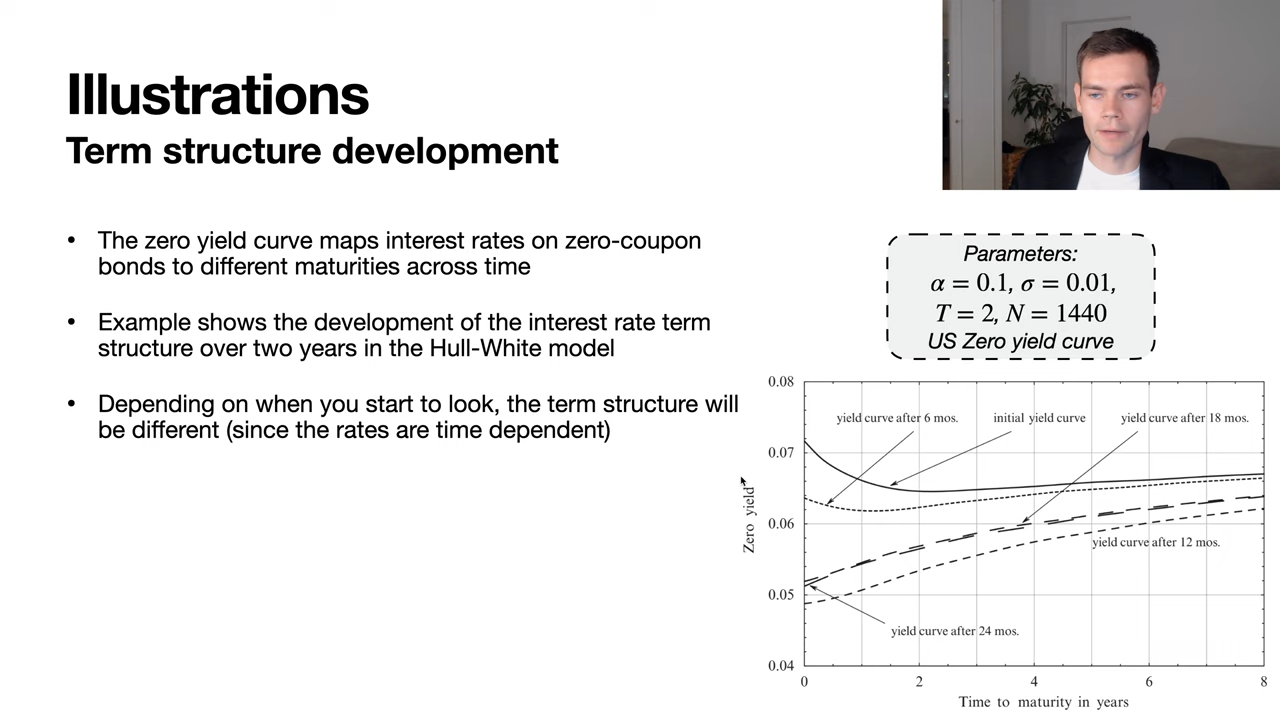 Illustrations
Term structure development
• The zero yield curve maps interest rates on zero-coupon
bonds to different maturities across time
• Example shows the development of the interest rate term
structure over two years in the Hull-White model
• Depending on when you start to look, the term structure will
be different (since the rates are time dependent)
Parameters:
α = 0.1, σ = 0.01,
T = 2, N = 1440
US Zero yield curve
0.08
0.07
0.06
0.05
0.04
Zero yield
yield curve after 6 mos.
initial yield curve
yield curve after 18 mos.
yield curve after 12 mos.
yield curve after 24 mos.
0 2 4 6 8
Time to maturity in years